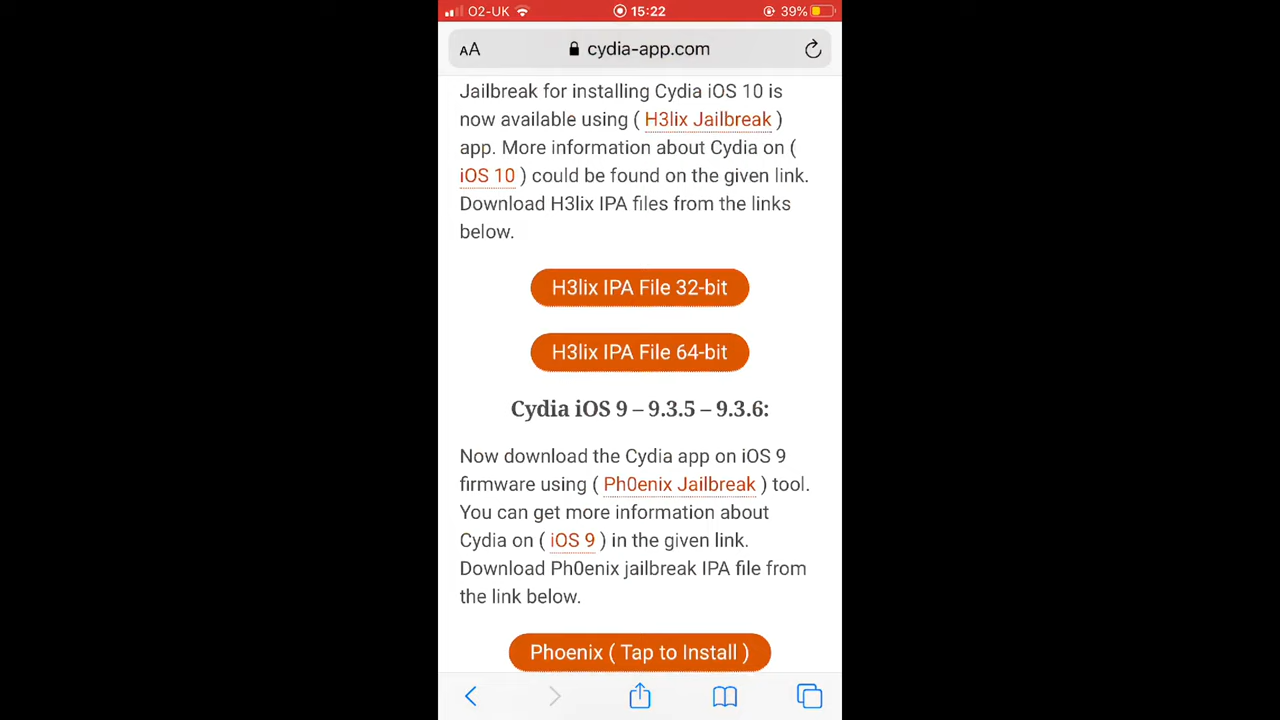 O2-UK 15:22 39%
AA cydia-app.com
Jailbreak for installing Cydia iOS 10 is
now available using ( H3lix Jailbreak )
app. More information about Cydia on (
iOS 10 ) could be found on the given link.
Download H3lix IPA files from the links
below.
H3lix IPA File 32-bit
H3lix IPA File 64-bit
Cydia iOS 9 – 9.3.5 – 9.3.6:
Now download the Cydia app on iOS 9
firmware using ( Ph0enix Jailbreak ) tool.
You can get more information about
Cydia on ( iOS 9 ) in the given link.
Download Ph0enix jailbreak IPA file from
the link below.
Phoenix ( Tap to Install )